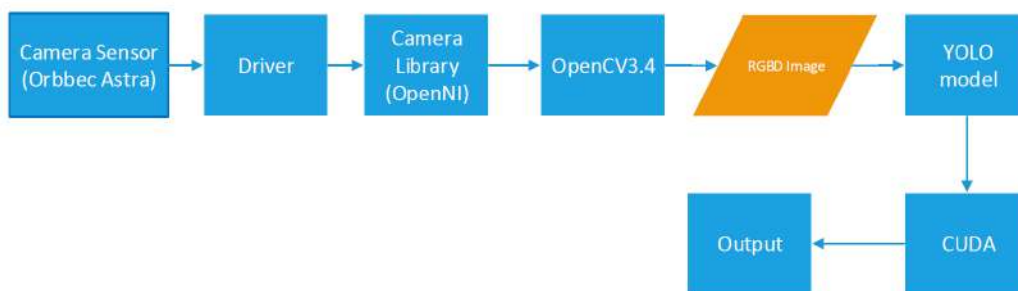 Camera Sensor
(Orbbec Astra)
Driver
Camera
Library
(OpenNI)
OpenCV3.4
RGBD Image
YOLO
model
Output
CUDA